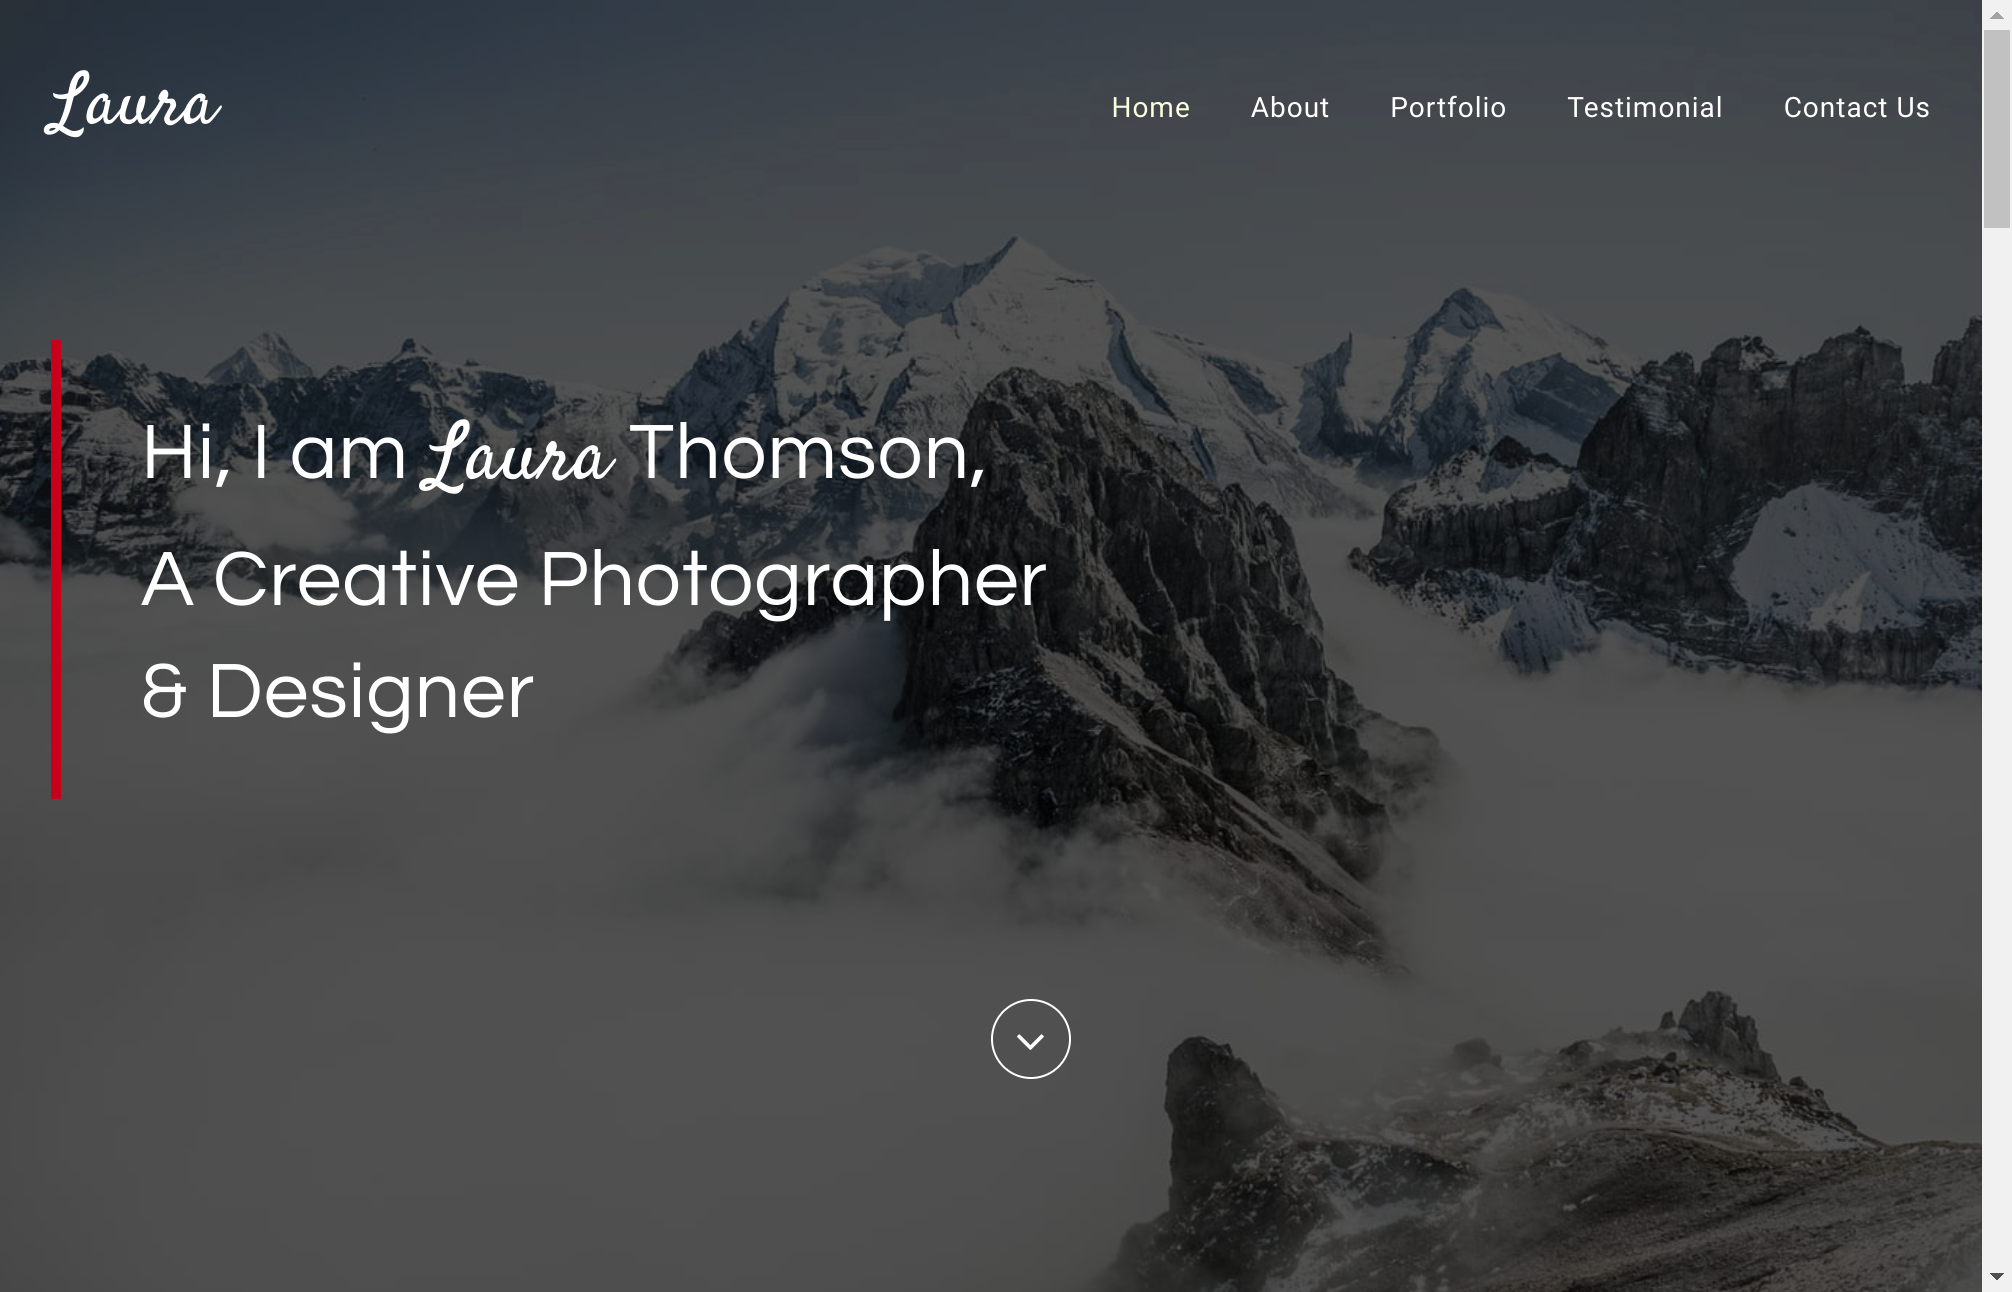 Laura
Home About Portfolio Testimonial Contact Us
Hi, I am Laura Thomson,
A Creative Photographer
& Designer